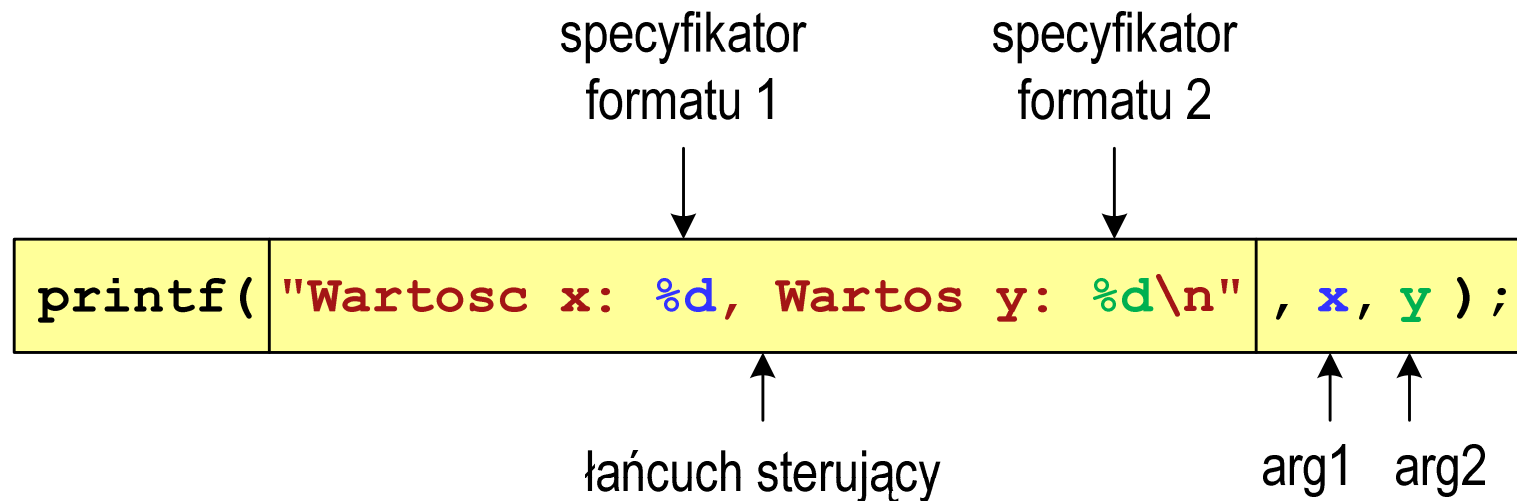 specyfikator
formatu 1
specyfikator
formatu 2
printf("Wartosc x: %d, Wartos y: %d\n", x, y );
łańcuch sterujący
arg1 arg2